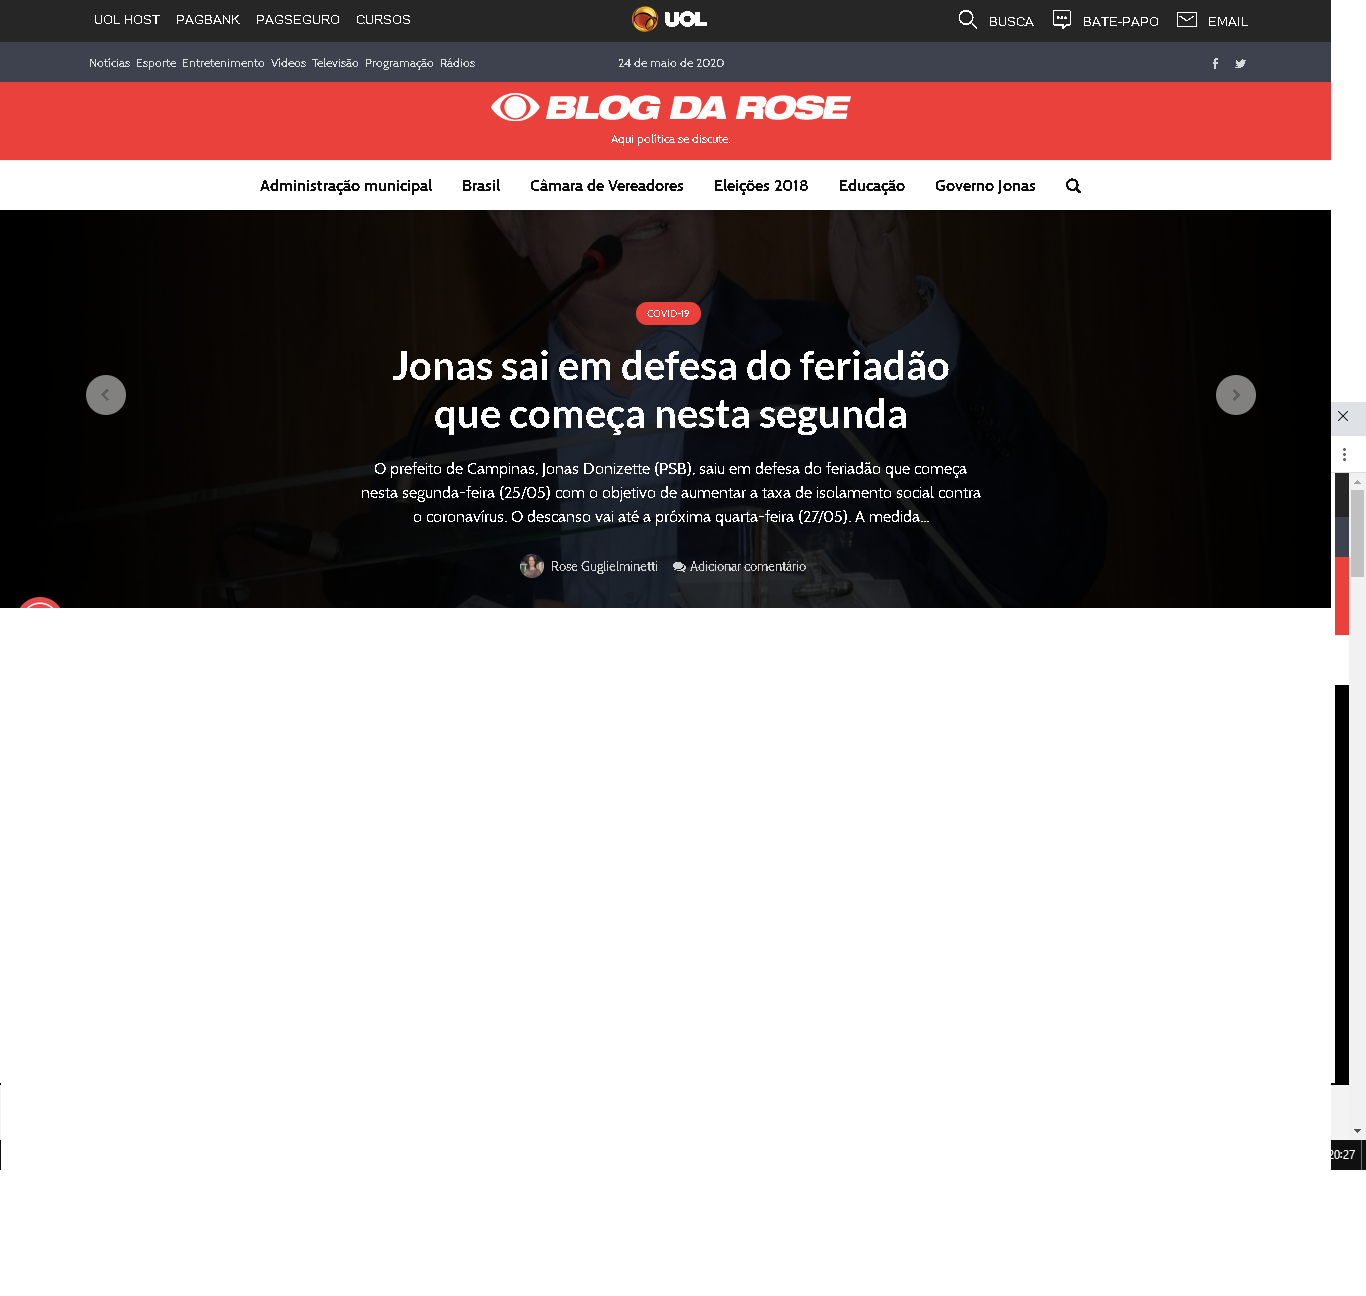 UOL HOST PAGBANK PAGSEGURO CURSOS UOL BUSCA BATE-PAPO EMAIL
Notícias Esporte Entretenimento Vídeos Televisão Programação Rádios 24 de maio de 2020
BLOG DA ROSE
Aqui política se discute.
Administração municipal Brasil Câmara de Vereadores Eleições 2018 Educação Governo Jonas
COVID-19
Jonas sai em defesa do feriadão
que começa nesta segunda
O prefeito de Campinas, Jonas Donizette (PSB), saiu em defesa do feriadão que começa
nesta segunda-feira (25/05) com o objetivo de aumentar a taxa de isolamento social contra
o coronavírus. O descanso vai até a próxima quarta-feira (27/05). A medida...
Rose Guglielminetti Adicionar comentário
20:27